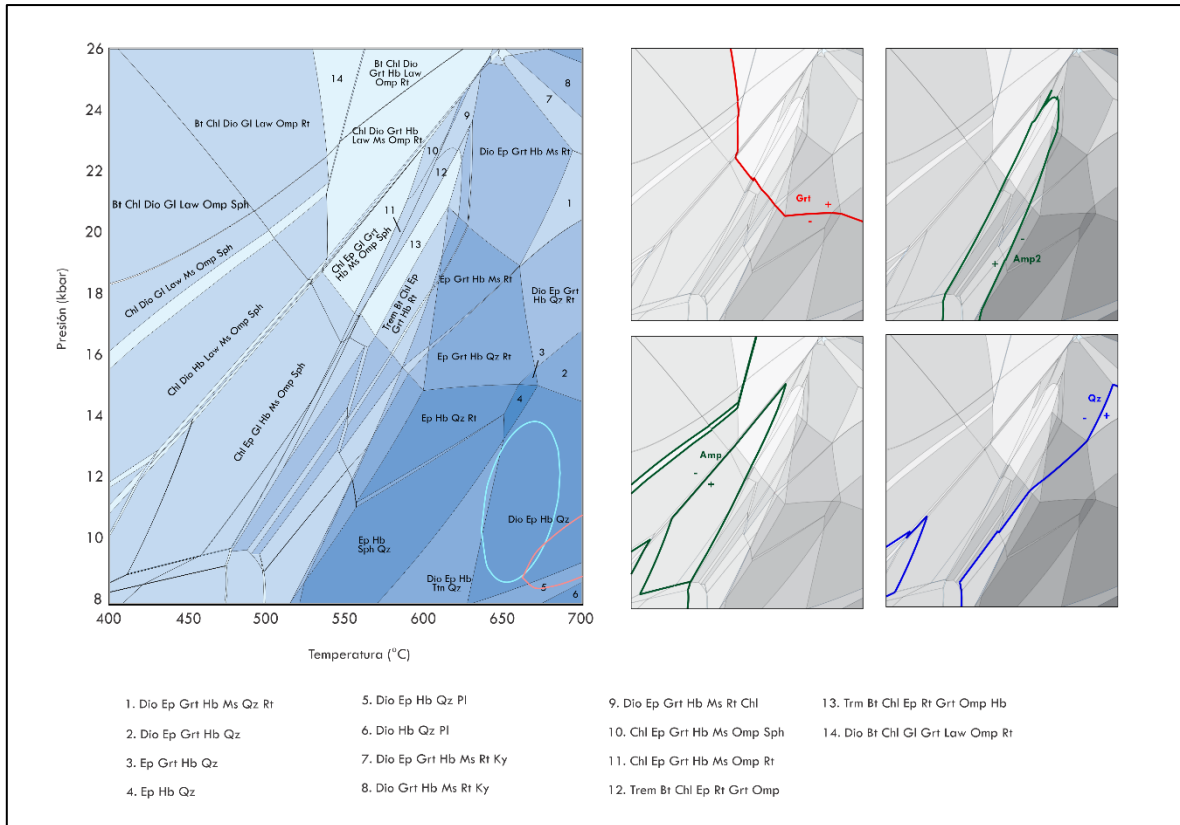 26
24
22
20
18
16
14
12
10
8
Presión (kbar)
400
450
500
550
600
650
700
Temperatura (°C)
14
Bt Chl Dio
Grt Hb Law
Omp Rt
8
7
Bt Chl Dio Gl Law Omp Rt
Chl Dio Grt Hb
Law Ms Omp Rt
9
10
Dio Ep Grt Hb Ms Rt
12
1
Bt Chl Dio Gl Law Omp Sph
11
13
Chl Ep Gl Grt
Hb Ms Omp Sph
Chl Dio Gl Law Ms Omp Sph
Trem Bt Chl Ep
Grt Hb Rt
Ep Grt Hb Ms Rt
Dio Ep Grt
Hb Qz Rt
Chl Dio Hb Law Ms Omp Sph
Ep Grt Hb Qz Rt
3
2
4
Chl Ep Gl Hb Ms Omp Sph
Ep Hb Qz Rt
Dio Ep Hb Qz
Ep Hb
Sph Qz
Dio Ep Hb
Ttn Qz
5
6
Grt
+
-
Amp2
-
+
Amp
-
+
Qz
-
+
1. Dio Ep Grt Hb Ms Qz Rt
2. Dio Ep Grt Hb Qz
3. Ep Grt Hb Qz
4. Ep Hb Qz
5. Dio Ep Hb Qz Pl
6. Dio Hb Qz Pl
7. Dio Ep Grt Hb Ms Rt Ky
8. Dio Grt Hb Ms Rt Ky
9. Dio Ep Grt Hb Ms Rt Chl
10. Chl Ep Grt Hb Ms Omp Sph
11. Chl Ep Grt Hb Ms Omp Rt
12. Trem Bt Chl Ep Rt Grt Omp
13. Trm Bt Chl Ep Rt Grt Omp Hb
14. Dio Bt Chl Gl Grt Law Omp Rt